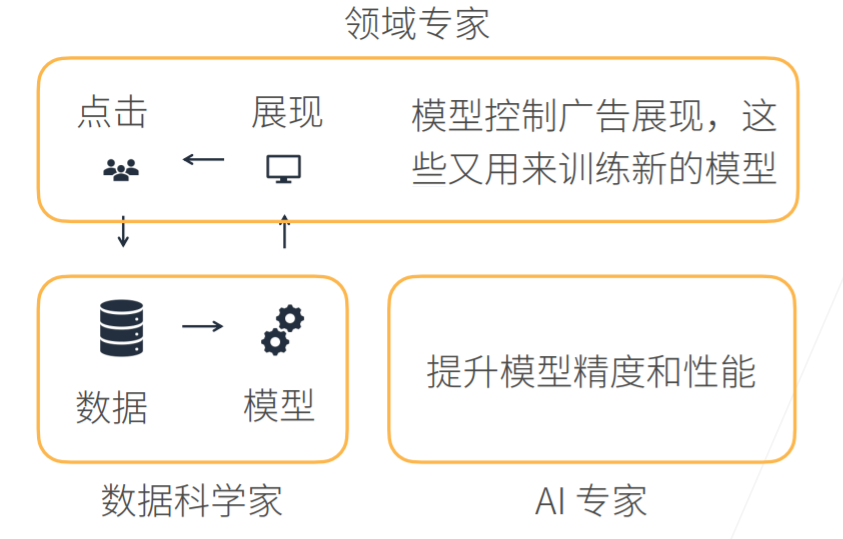 领域专家
点击
展现
模型控制广告展现，这
些又用来训练新的模型
数据
模型
提升模型精度和性能
数据科学家
AI 专家